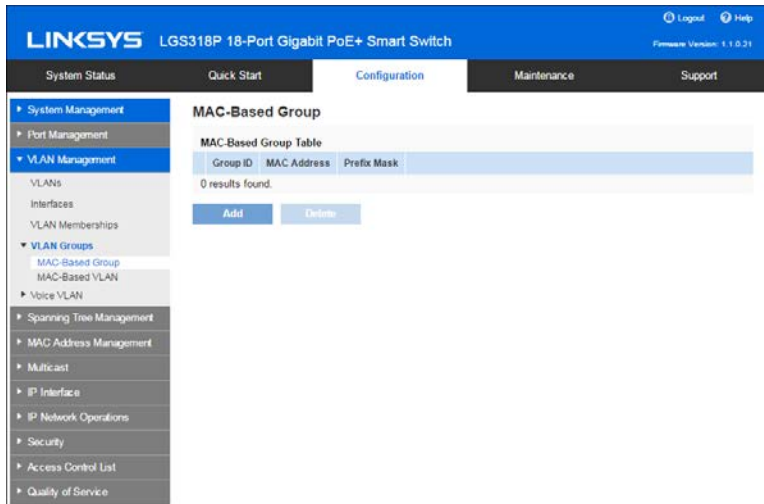 Logout Help
LINKSYS LGS318P 18-Port Gigabit PoE+ Smart Switch
Firmware Version: 1.1.0.21
System Status Quick Start Configuration Maintenance Support
System Management
Port Management
VLAN Management
VLANs
Interfaces
VLAN Memberships
VLAN Groups
MAC-Based Group
MAC-Based VLAN
Voice VLAN
Spanning Tree Management
MAC Address Management
Multicast
IP Interface
IP Network Operations
Security
Access Control List
Quality of Service
MAC-Based Group
MAC-Based Group Table
Group ID MAC Address Prefix Mask
0 results found.
Add Delete